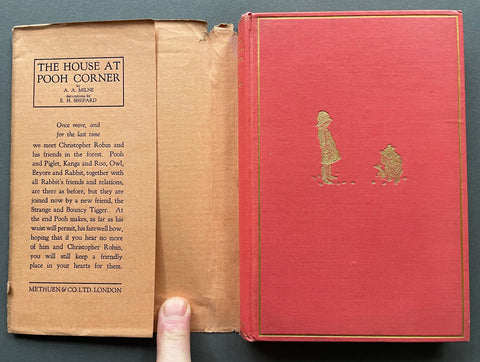 THE HOUSE AT
POOH CORNER
by
A. A. MILNE
decorations by
E. H. SHEPARD
Once more, and
for the last time
we meet Christopher Robin and
his friends in the forest. Pooh
and Piglet, Kanga and Roo, Owl,
Eeyore and Rabbit, together with
all Rabbit's friends and relations,
are there as before, but they are
joined now by a new friend, the
Strange and Bouncy Tigger. At
the end Pooh makes, as far as his
waist will permit, his farewell bow,
hoping that if you hear no more
of him and Christopher Robin,
you will still keep a friendly
place in your hearts for them.
METHUEN & CO. LTD. LONDON